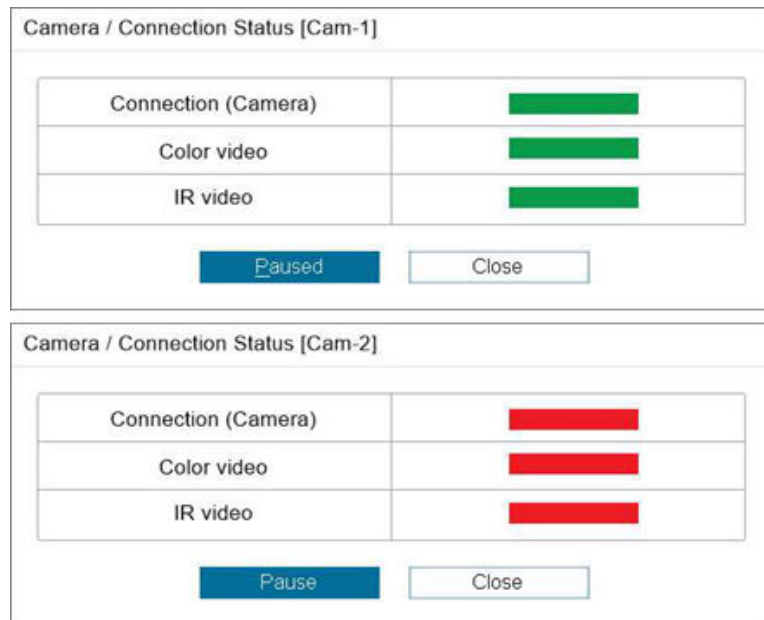 Camera / Connection Status [Cam-1]
Connection (Camera)
Color video
IR video
Paused Close
Camera / Connection Status [Cam-2]
Connection (Camera)
Color video
IR video
Pause Close